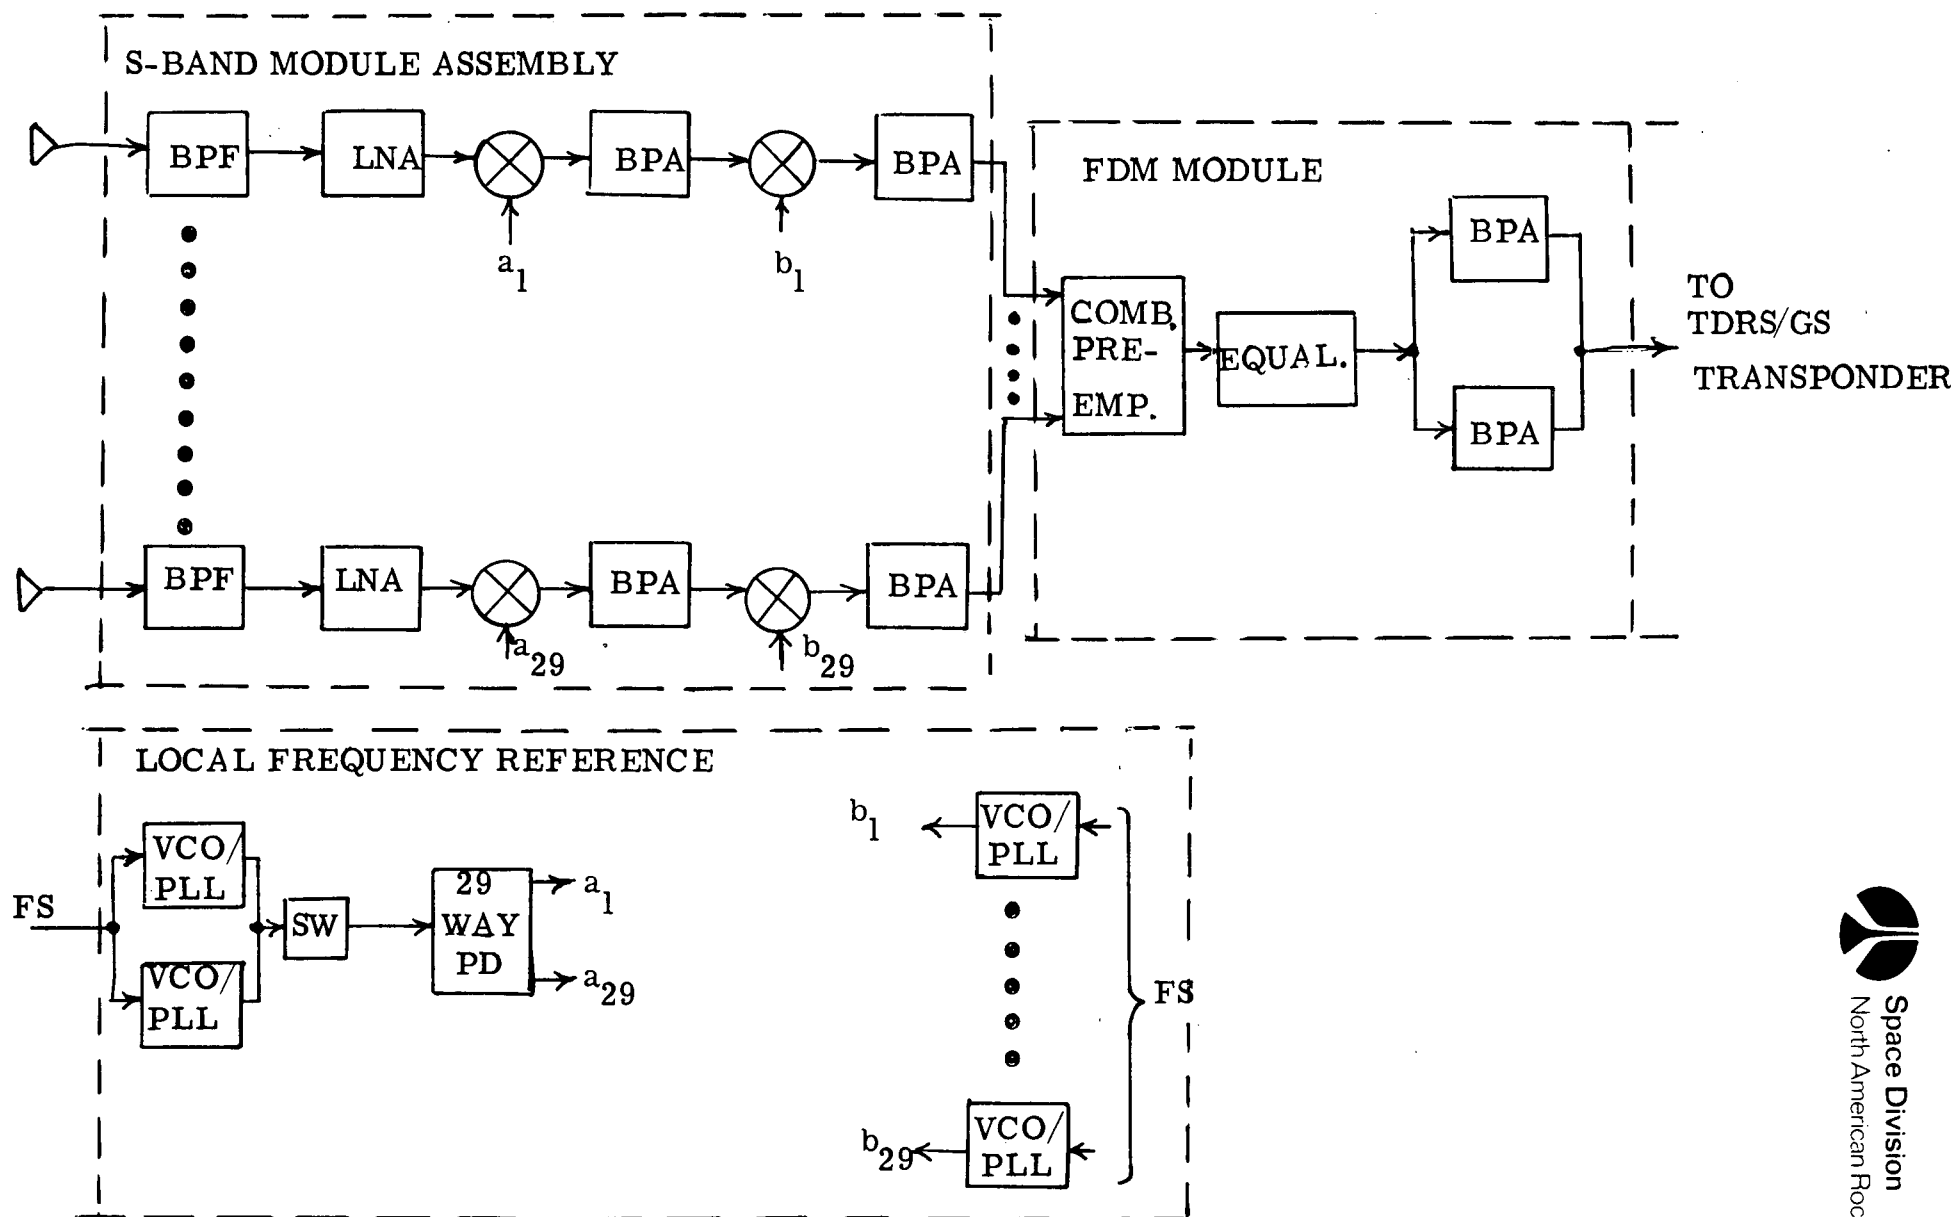 S-BAND MODULE ASSEMBLY
BPF
LNA
BPA
BPA
a1
b1
BPF
LNA
BPA
BPA
a29
b29
FDM MODULE
COMB.
PRE-
EMP.
EQUAL.
BPA
BPA
TO
TDRS/GS
TRANSPONDER
LOCAL FREQUENCY REFERENCE
FS
VCO/
PLL
VCO/
PLL
SW
29
WAY
PD
a1
a29
b1
VCO/
PLL
FS
b29
VCO/
PLL
Space Division
North American Roc